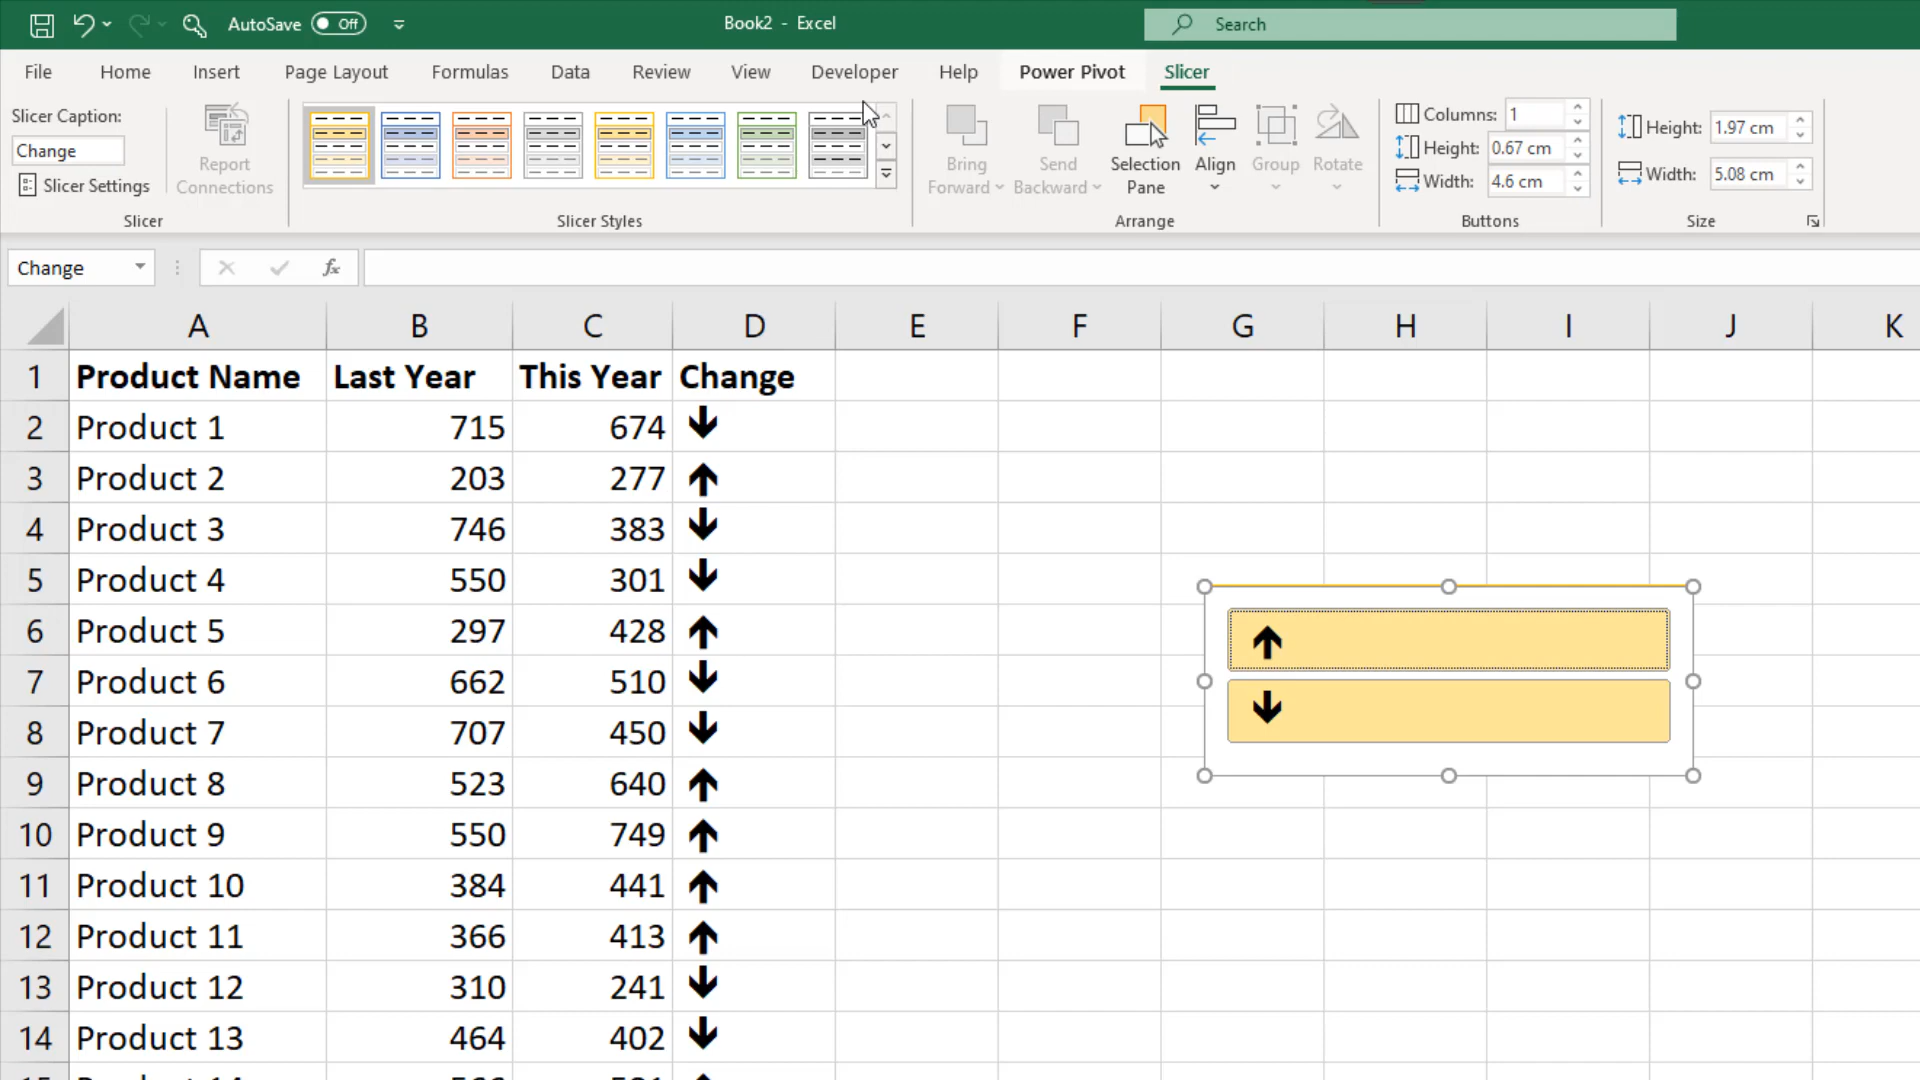 AutoSave Off
Book2 - Excel
Search
File Home Insert Page Layout Formulas Data Review View Developer Help Power Pivot Slicer
Slicer Caption:
Change
Slicer Settings
Report
Connections
Slicer
Slicer Styles
Bring
Forward
Send
Backward
Selection
Pane
Align
Group
Rotate
Arrange
Columns: 1
Height: 0.67 cm
Width: 4.6 cm
Buttons
Height: 1.97 cm
Width: 5.08 cm
Size
Change fx
A B C D E F G H I J K
1 Product Name Last Year This Year Change
2 Product 1 715 674 ↓
3 Product 2 203 277 ↑
4 Product 3 746 383 ↓
5 Product 4 550 301 ↓
6 Product 5 297 428 ↑
7 Product 6 662 510 ↓
8 Product 7 707 450 ↓
9 Product 8 523 640 ↑
10 Product 9 550 749 ↑
11 Product 10 384 441 ↑
12 Product 11 366 413 ↑
13 Product 12 310 241 ↓
14 Product 13 464 402 ↓
↑
↓